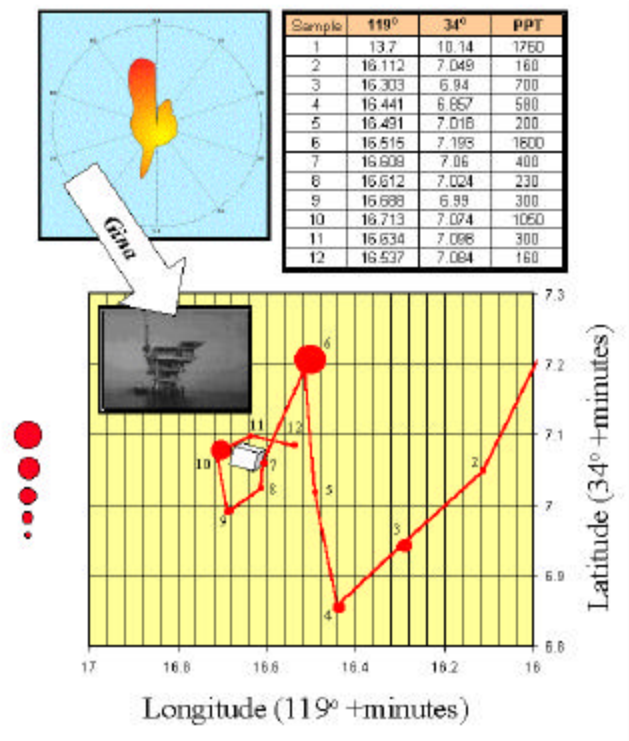 Sample 119° 34° PPT
1 13.7 10.14 1760
2 16.112 7.049 160
3 16.303 6.94 700
4 16.441 6.857 580
5 16.491 7.018 200
6 16.515 7.193 1600
7 16.608 7.06 400
8 16.612 7.024 230
9 16.688 6.99 300
10 16.713 7.074 1050
11 16.634 7.098 300
12 16.537 7.084 160
Gina
7.3
6
7.2
11 12
7.1
10 7 2
8 5
9 7
3
6.9
4
6.8
17 16.8 16.6 16.4 16.2 16
Longitude (119° +minutes)
Latitude (34° +minutes)